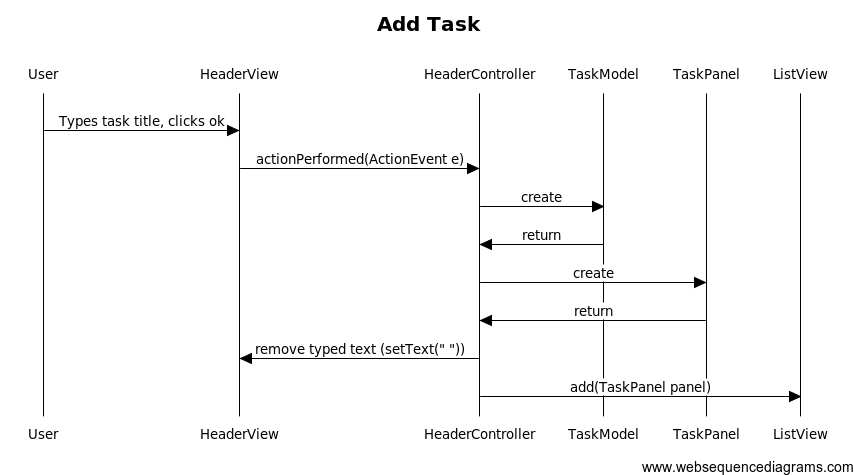 Add Task
User HeaderView HeaderController TaskModel TaskPanel ListView
Types task title, clicks ok
actionPerformed(ActionEvent e)
create
return
create
return
remove typed text (setText(" "))
add(TaskPanel panel)
User HeaderView HeaderController TaskModel TaskPanel ListView
www.websequencediagrams.com